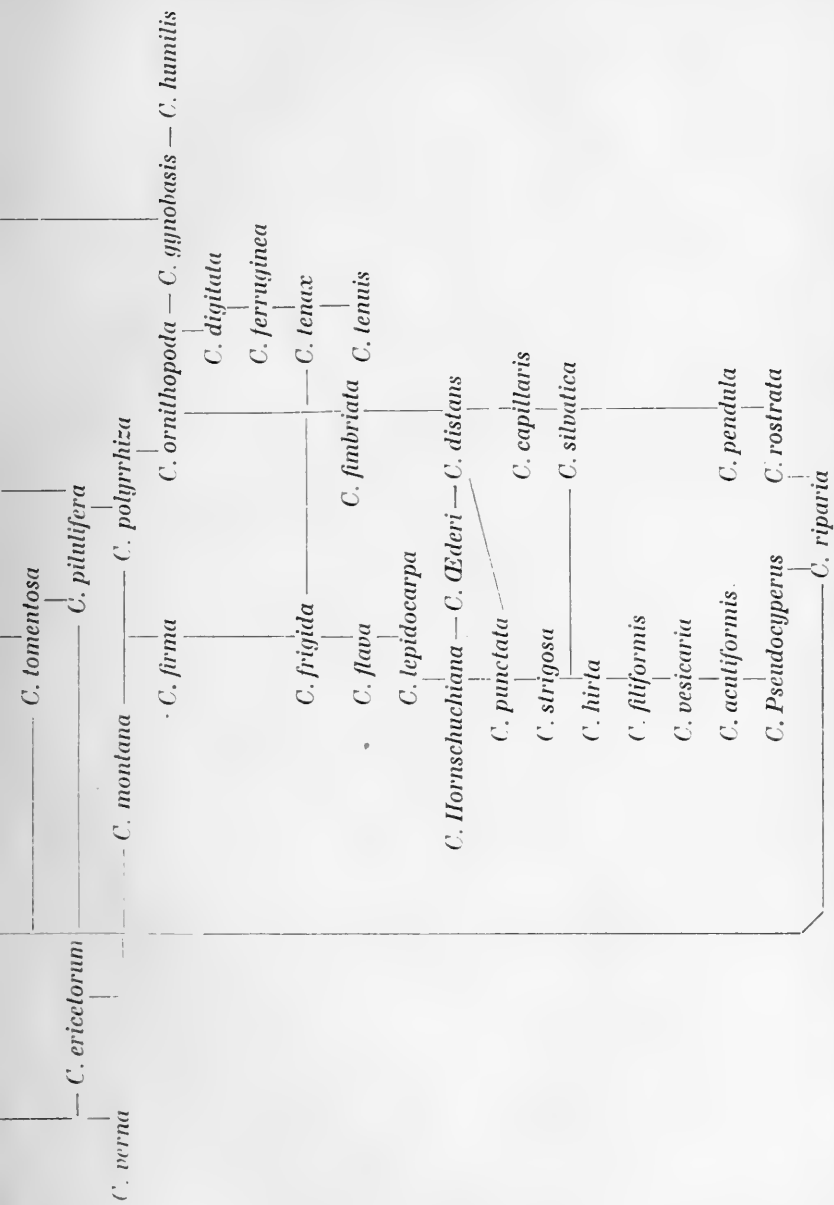 C. tomentosa
— C. ericetorum C. pilulifera
C. verna C. montana — C. polyrrhiza
C. firma C. ornithopoda — C. gynobasis — C. humilis
C. digitata
C. ferruginea
C. frigida — C. tenax
C. fimbriata
C. flava C. tenuis
C. lepidocarpa
C. Hornschuchiana — C. Œderi — C. distans
C. punctata
C. capillaris
C. strigosa
C. silvatica
C. hirta
C. filiformis
C. vesicaria
C. acutiformis. C. pendula
C. Pseudocyperus C. rostrata
C. riparia